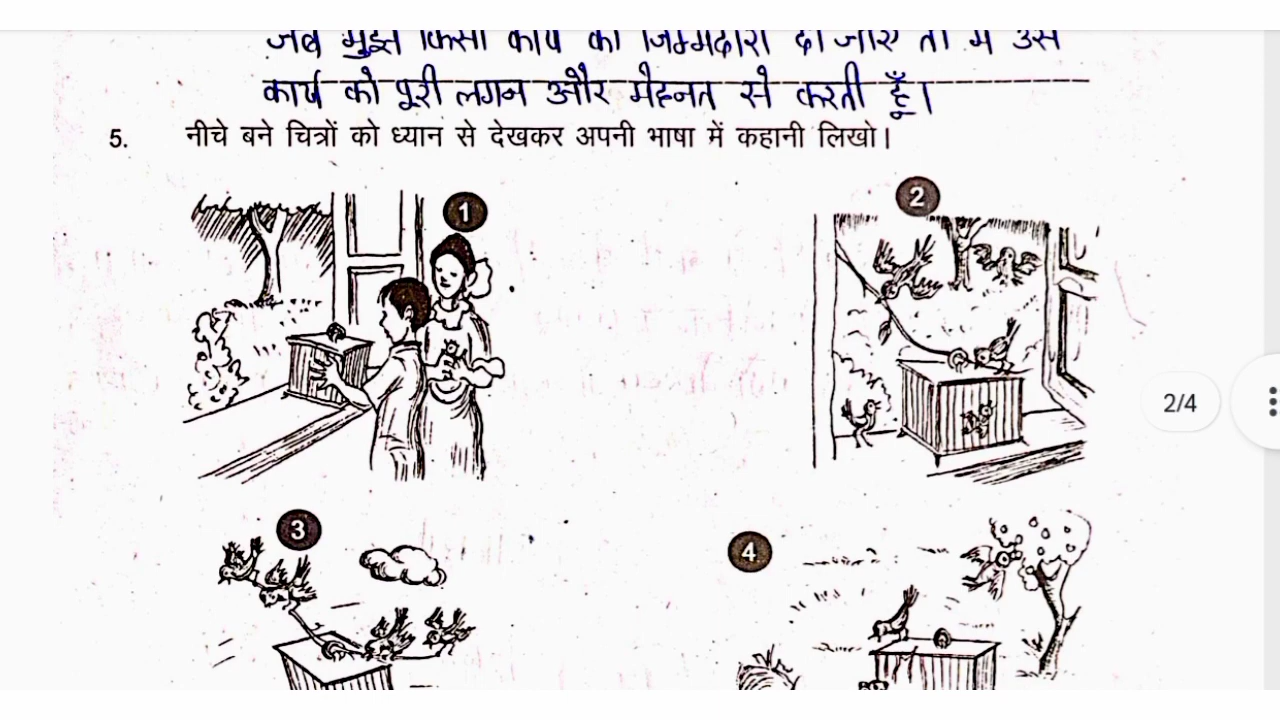 जब मुझे किसी कार्य की जिम्मेदारी दी जाए तो मैं उस
कार्य को पूरी लगन और मेहनत से करती हूँ।
5. नीचे बने चित्रों को ध्यान से देखकर अपनी भाषा में कहानी लिखो।
1
2
2/4
3
4